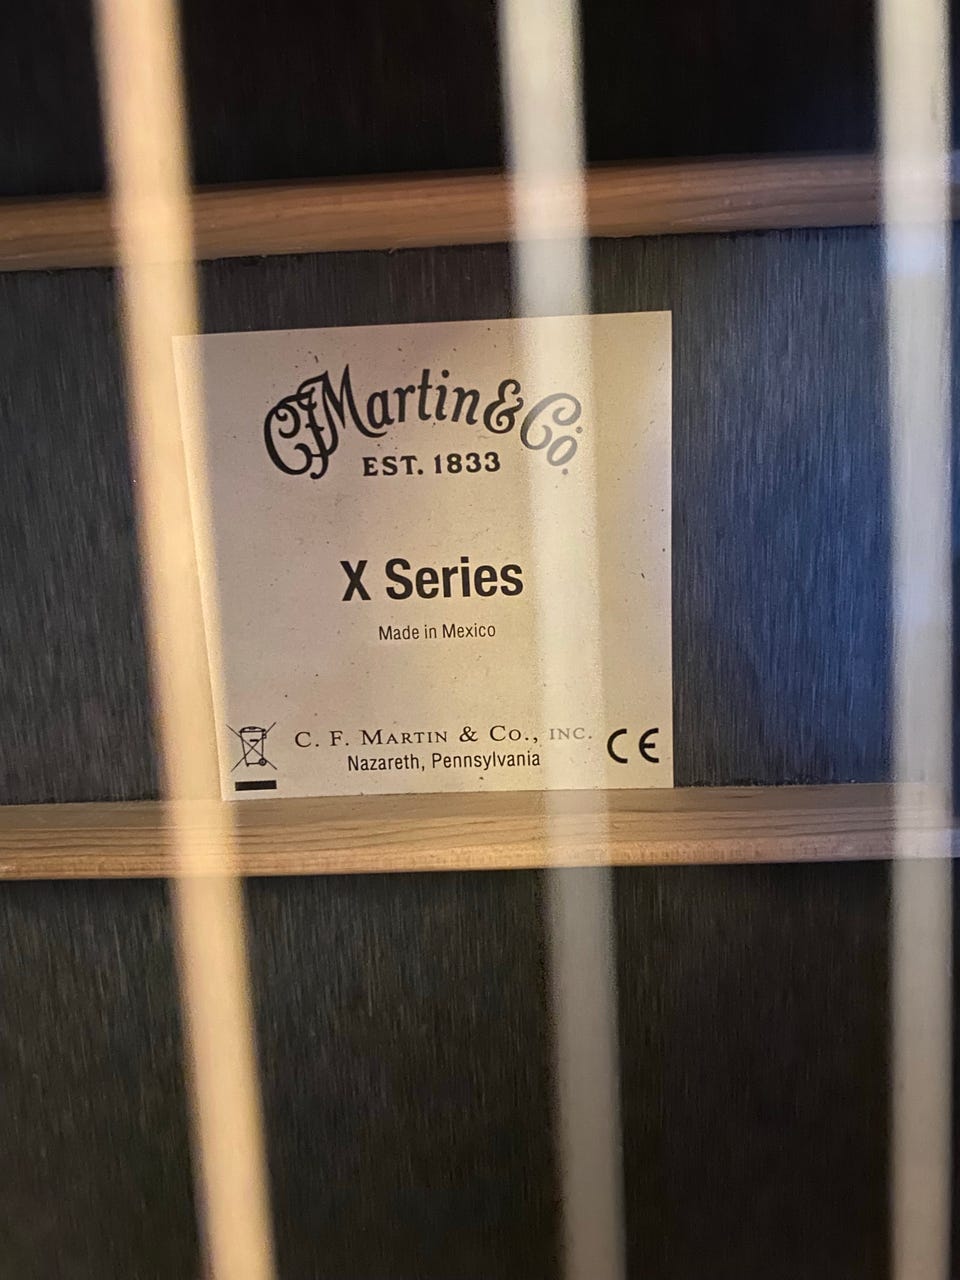 CFMartin & Co.
EST. 1833
X Series
Made in Mexico
C. F. MARTIN & CO., INC.
Nazareth, Pennsylvania
CE